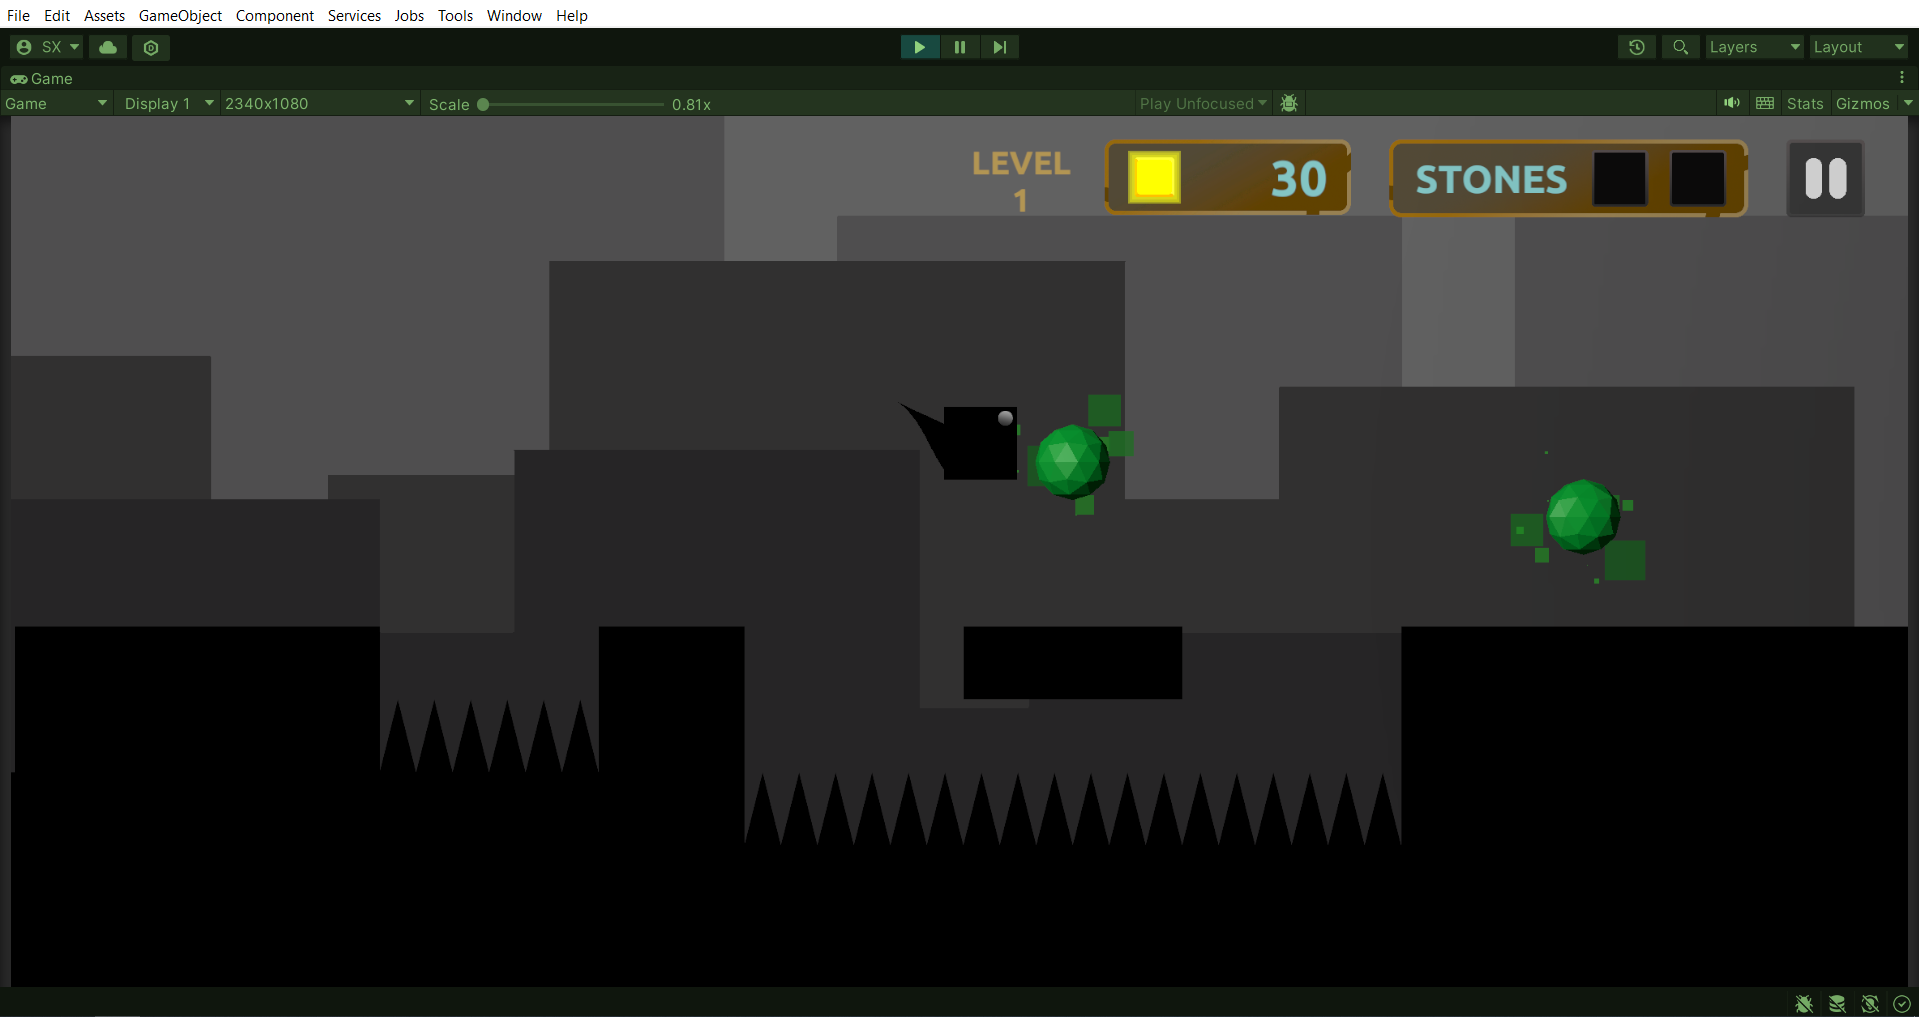 File Edit Assets GameObject Component Services Jobs Tools Window Help
SX Layers Layout
Game
Game Display 1 2340x1080 Scale 0.81x Play Unfocused Stats Gizmos
LEVEL
1
30
STONES